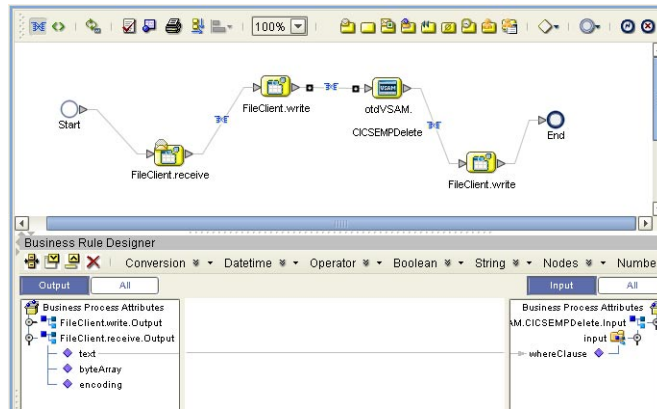 100%
FileClient.write
otdVSAM.
Start
End
CICSEMPDelete
FileClient.receive
FileClient.write
Business Rule Designer
Conversion Datetime Operator Boolean String Nodes Numbe
Output All Input All
Business Process Attributes Business Process Attributes
FileClient.write.Output AM.CICSEMPDelete.Input
FileClient.receive.Output input
text whereClause
byteArray
encoding